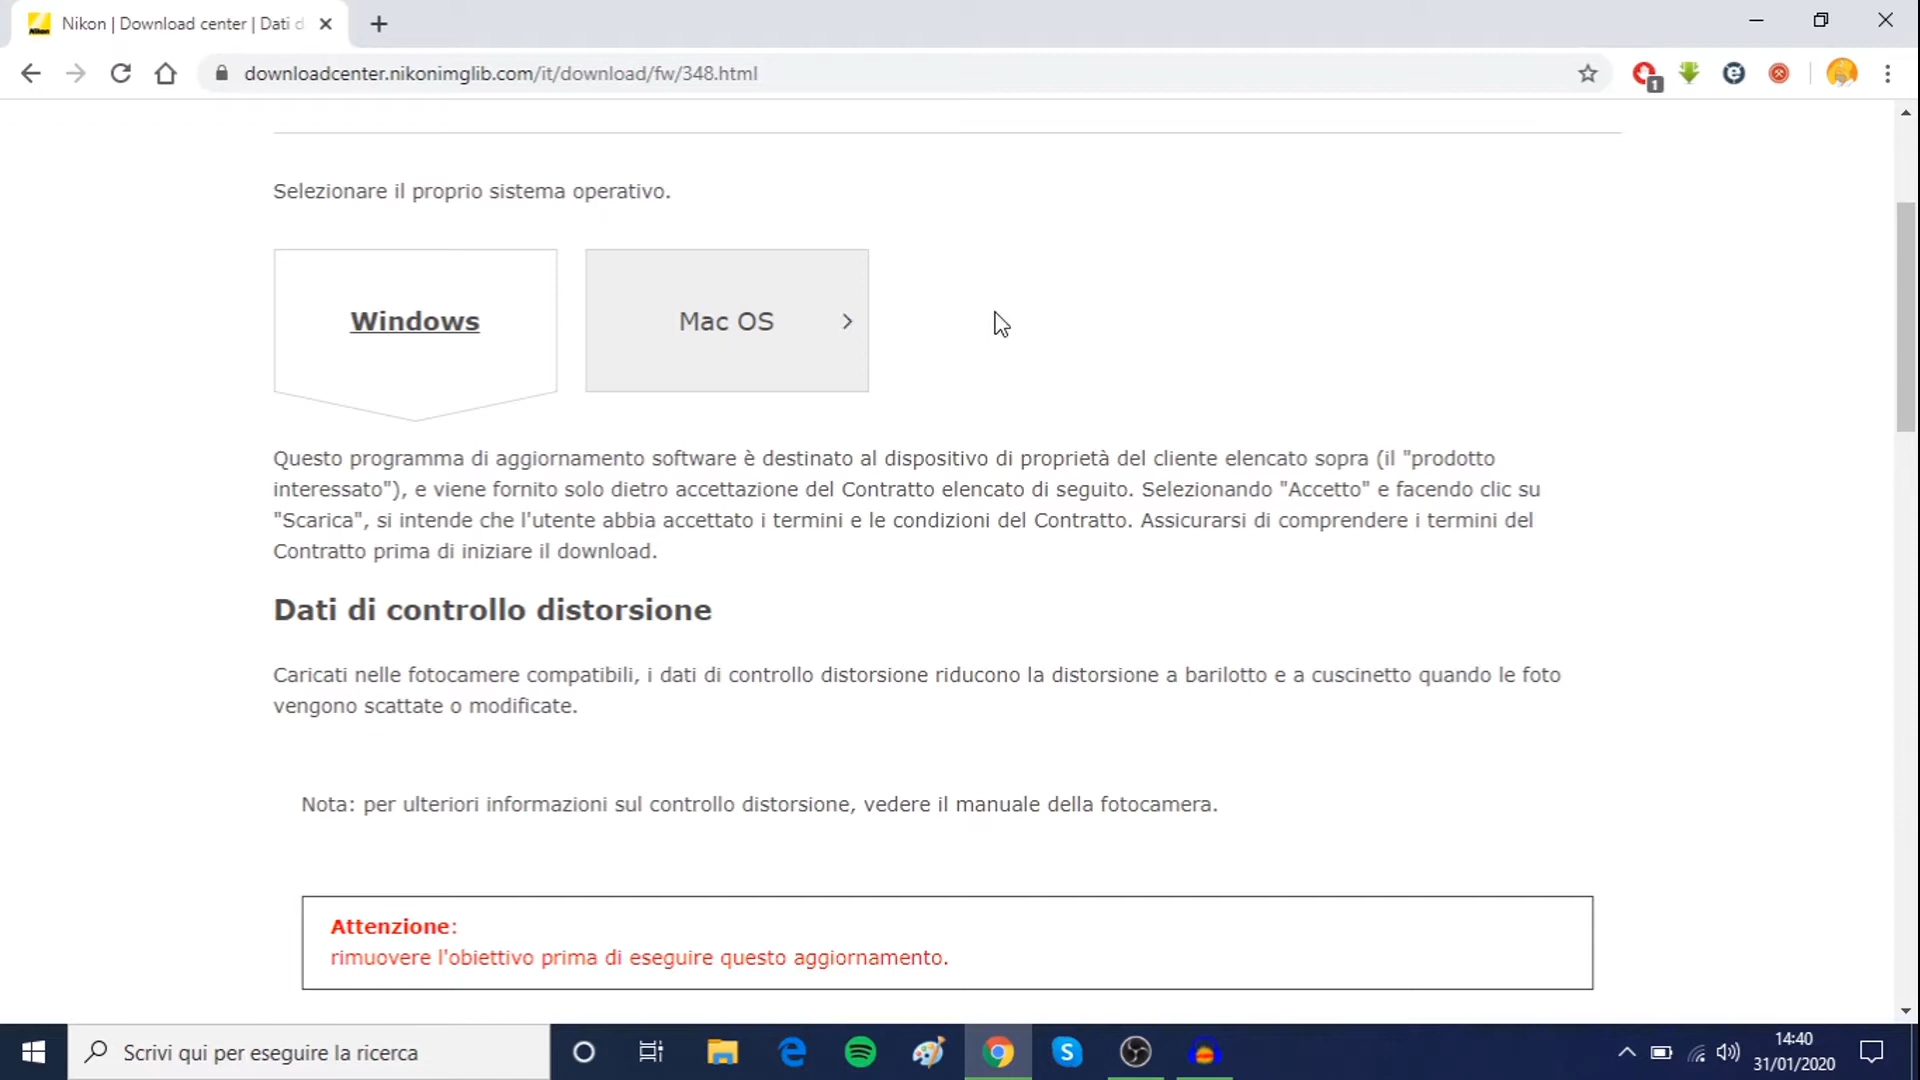 Nikon | Download center | Dati d
downloadcenter.nikonimglib.com/it/download/fw/348.html
1
Selezionare il proprio sistema operativo.
Windows
Mac OS
Questo programma di aggiornamento software è destinato al dispositivo di proprietà del cliente elencato sopra (il "prodotto
interessato"), e viene fornito solo dietro accettazione del Contratto elencato di seguito. Selezionando "Accetto" e facendo clic su
"Scarica", si intende che l'utente abbia accettato i termini e le condizioni del Contratto. Assicurarsi di comprendere i termini del
Contratto prima di iniziare il download.
Dati di controllo distorsione
Caricati nelle fotocamere compatibili, i dati di controllo distorsione riducono la distorsione a barilotto e a cuscinetto quando le foto
vengono scattate o modificate.
Nota: per ulteriori informazioni sul controllo distorsione, vedere il manuale della fotocamera.
Attenzione:
rimuovere l'obiettivo prima di eseguire questo aggiornamento.
Scrivi qui per eseguire la ricerca
14:40
31/01/2020